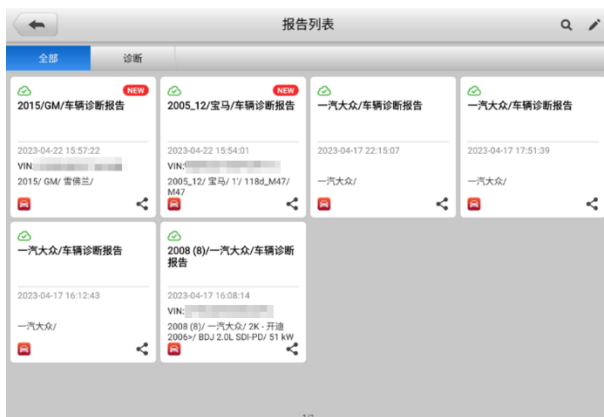 报告列表
全部
诊断
NEW
2015/GM/车辆诊断报告
2023-04-22 15:57:22
VIN:
2015/ GM/ 雪佛兰/
NEW
2005_12/宝马/车辆诊断报告
2023-04-22 15:54:01
VIN:
2005_12/ 宝马/ 1'/ 118d_M47/
M47
一汽大众/车辆诊断报告
2023-04-17 22:15:07
一汽大众/
一汽大众/车辆诊断报告
2023-04-17 17:51:39
一汽大众/
一汽大众/车辆诊断报告
2023-04-17 16:12:43
一汽大众/
2008 (8)/一汽大众/车辆诊断
报告
2023-04-17 16:08:14
VIN:
2008 (8)/ 一汽大众/ 2K - 开迪
2006>/ BDJ 2.0L SDI-PD/ 51 kW